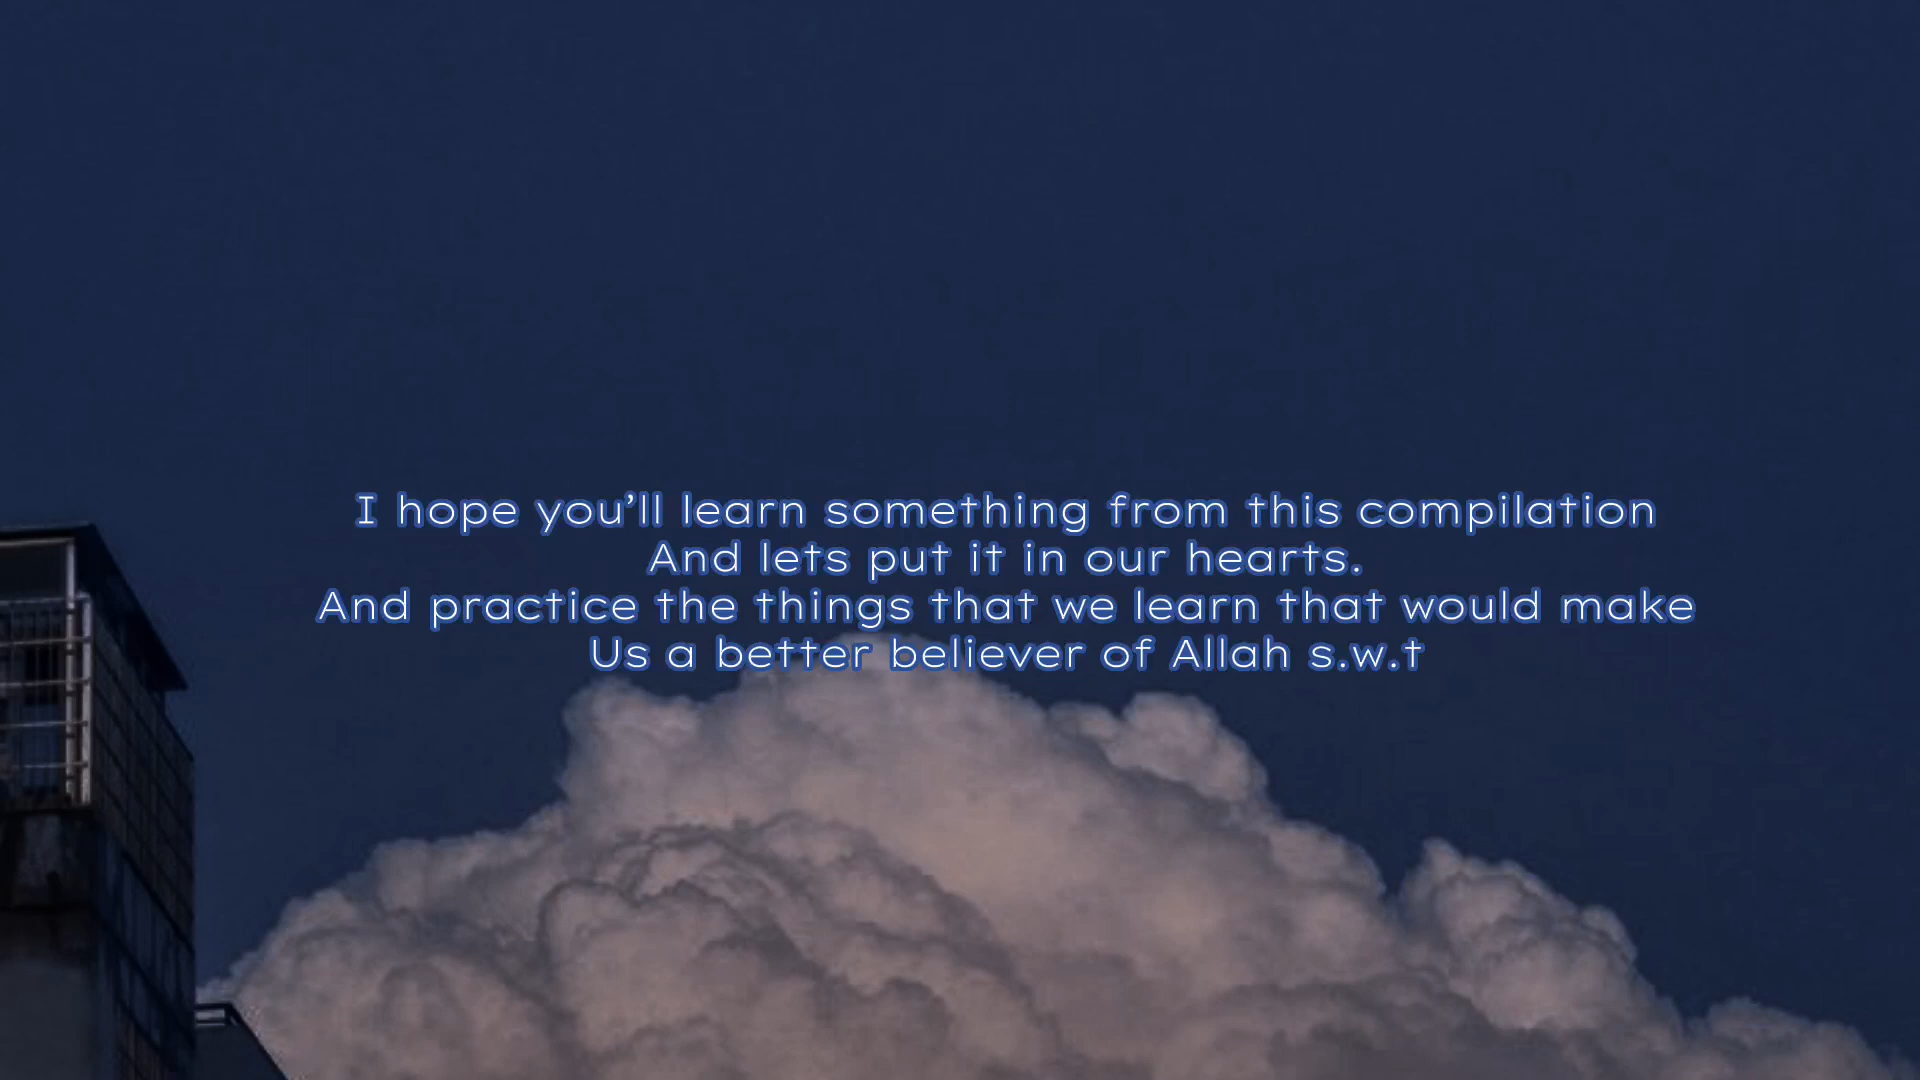 I hope you’ll learn something from this compilation
And lets put it in our hearts.
And practice the things that we learn that would make
Us a better believer of Allah s.w.t